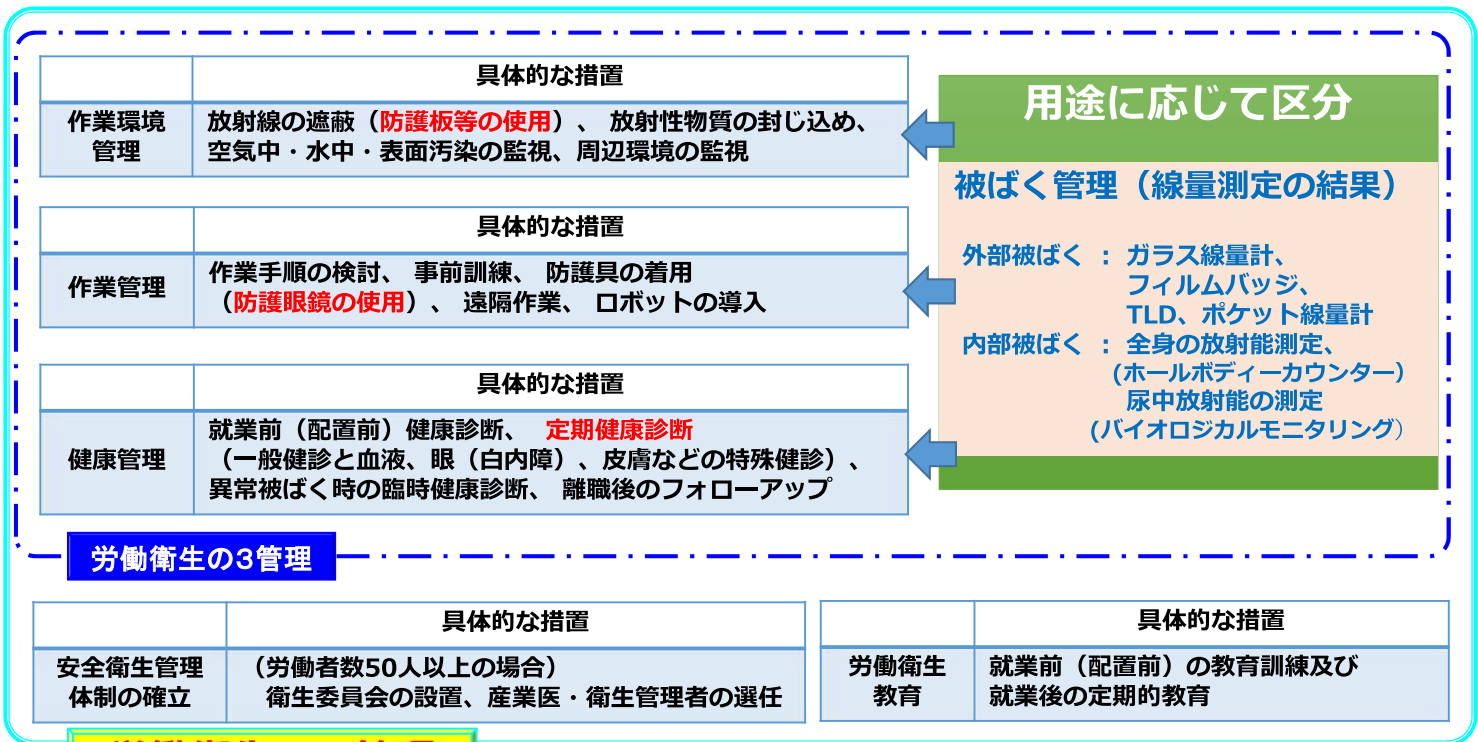 具体的な措置
作業環境
管理
放射線の遮蔽（防護板等の使用）、 放射性物質の封じ込め、
空気中・水中・表面汚染の監視、周辺環境の監視
具体的な措置
作業管理
作業手順の検討、 事前訓練、 防護具の着用
（防護眼鏡の使用）、 遠隔作業、 ロボットの導入
具体的な措置
健康管理
就業前（配置前）健康診断、 定期健康診断
（一般健診と血液、眼（白内障）、皮膚などの特殊健診）、
異常被ばく時の臨時健康診断、 離職後のフォローアップ
用途に応じて区分
被ばく管理（線量測定の結果）
外部被ばく ： ガラス線量計、
フィルムバッジ、
TLD、ポケット線量計
内部被ばく ： 全身の放射能測定、
(ホールボディーカウンター）
尿中放射能の測定
(バイオロジカルモニタリング）
労働衛生の3管理
具体的な措置
安全衛生管理
体制の確立
（労働者数50人以上の場合）
衛生委員会の設置、産業医・衛生管理者の選任
具体的な措置
労働衛生
教育
就業前（配置前）の教育訓練及び
就業後の定期的教育